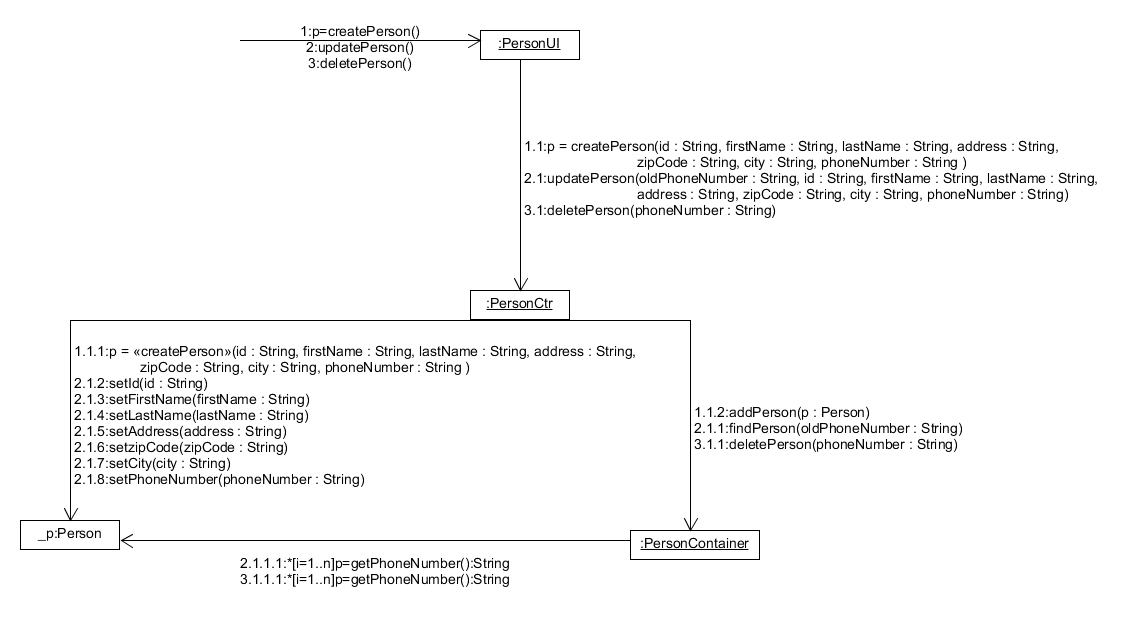 1:p=createPerson()
2:updatePerson()
3:deletePerson()
:PersonUI
1.1:p = createPerson(id : String, firstName : String, lastName : String, address : String,
zipCode : String, city : String, phoneNumber : String )
2.1:updatePerson(oldPhoneNumber : String, id : String, firstName : String, lastName : String,
address : String, zipCode : String, city : String, phoneNumber : String)
3.1:deletePerson(phoneNumber : String)
:PersonCtr
1.1.1:p = «createPerson»(id : String, firstName : String, lastName : String, address : String,
zipCode : String, city : String, phoneNumber : String )
2.1.2:setId(id : String)
2.1.3:setFirstName(firstName : String)
2.1.4:setLastName(lastName : String)
2.1.5:setAddress(address : String)
2.1.6:setzipCode(zipCode : String)
2.1.7:setCity(city : String)
2.1.8:setPhoneNumber(phoneNumber : String)
1.1.2:addPerson(p : Person)
2.1.1:findPerson(oldPhoneNumber : String)
3.1.1:deletePerson(phoneNumber : String)
_p:Person
:PersonContainer
2.1.1.1:*[i=1..n]p=getPhoneNumber():String
3.1.1.1:*[i=1..n]p=getPhoneNumber():String